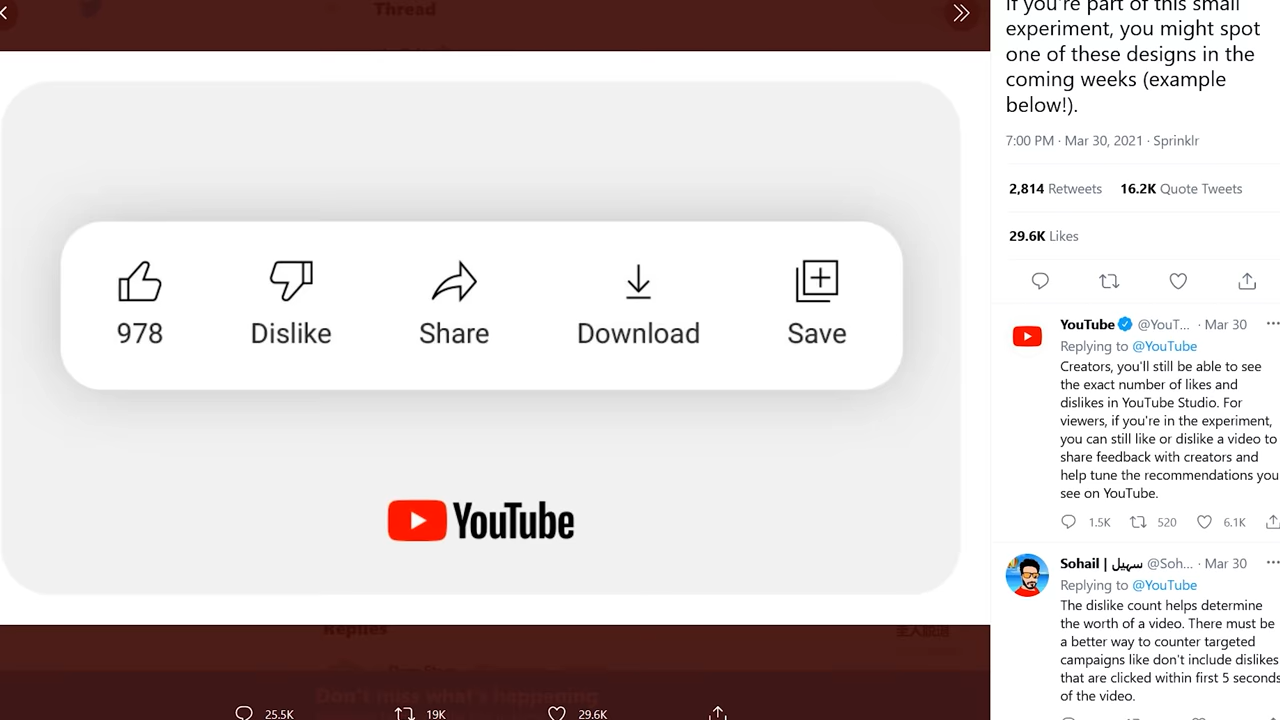 Thread
978
Dislike
Share
Download
Save
YouTube
Replies
Don't miss what's happening
25.5K
19K
29.6K
If you're part of this small
experiment, you might spot
one of these designs in the
coming weeks (example
below!).
7:00 PM · Mar 30, 2021 · Sprinklr
2,814 Retweets 16.2K Quote Tweets
29.6K Likes
YouTube @YouT... · Mar 30
Replying to @YouTube
Creators, you'll still be able to see
the exact number of likes and
dislikes in YouTube Studio. For
viewers, if you're in the experiment,
you can still like or dislike a video to
share feedback with creators and
help tune the recommendations you
see on YouTube.
1.5K 520 6.1K
Sohail | سهيل @Soh... · Mar 30
Replying to @YouTube
The dislike count helps determine
the worth of a video. There must be
a better way to counter targeted
campaigns like don't include dislikes
that are clicked within first 5 seconds
of the video.